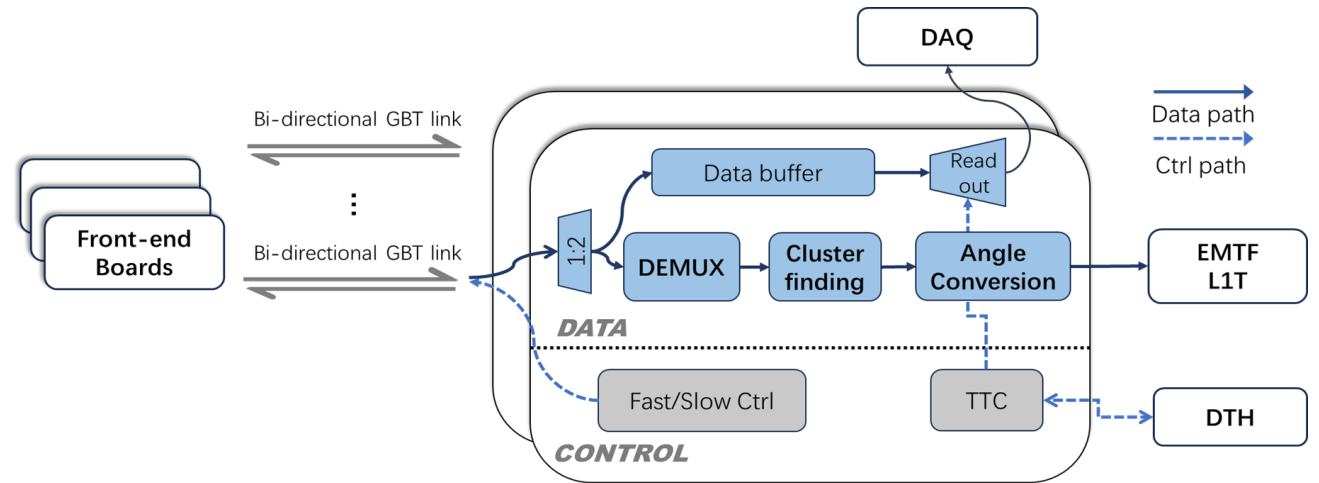 DAQ
Bi-directional GBT link
Data path
Ctrl path
Data buffer
Read
out
Front-end
Boards
Bi-directional GBT link
1:2
DEMUX
Cluster
finding
Angle
Conversion
EMTF
L1T
DATA
Fast/Slow Ctrl
TTC
DTH
CONTROL